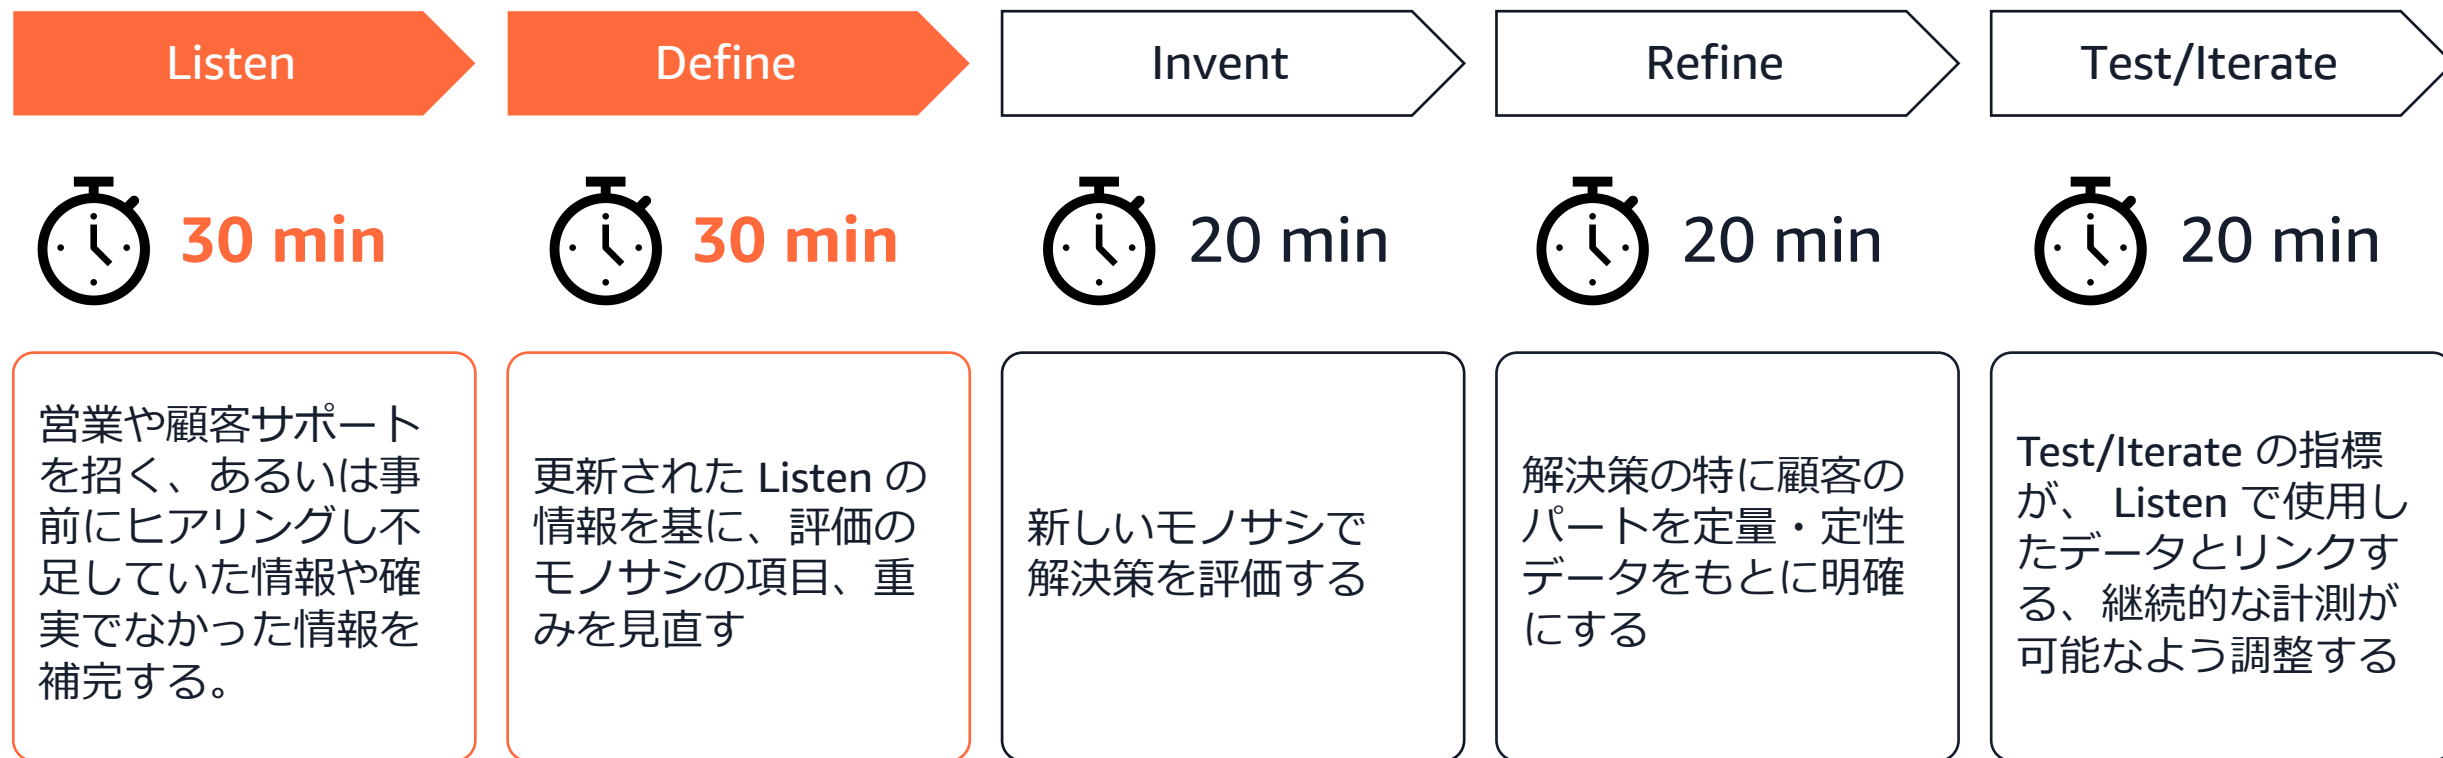 Listen
Define
Invent
Refine
Test/Iterate
30 min
30 min
20 min
20 min
20 min
営業や顧客サポート
を招く、あるいは事
前にヒアリングし不
足していた情報や確
実でなかった情報を
補完する。
更新された Listen の
情報を基に、評価の
モノサシの項目、重
みを見直す
新しいモノサシで
解決策を評価する
解決策の特に顧客の
パートを定量・定性
データをもとに明確
にする
Test/Iterate の指標
が、 Listen で使用し
たデータとリンクす
る、継続的な計測が
可能なよう調整する